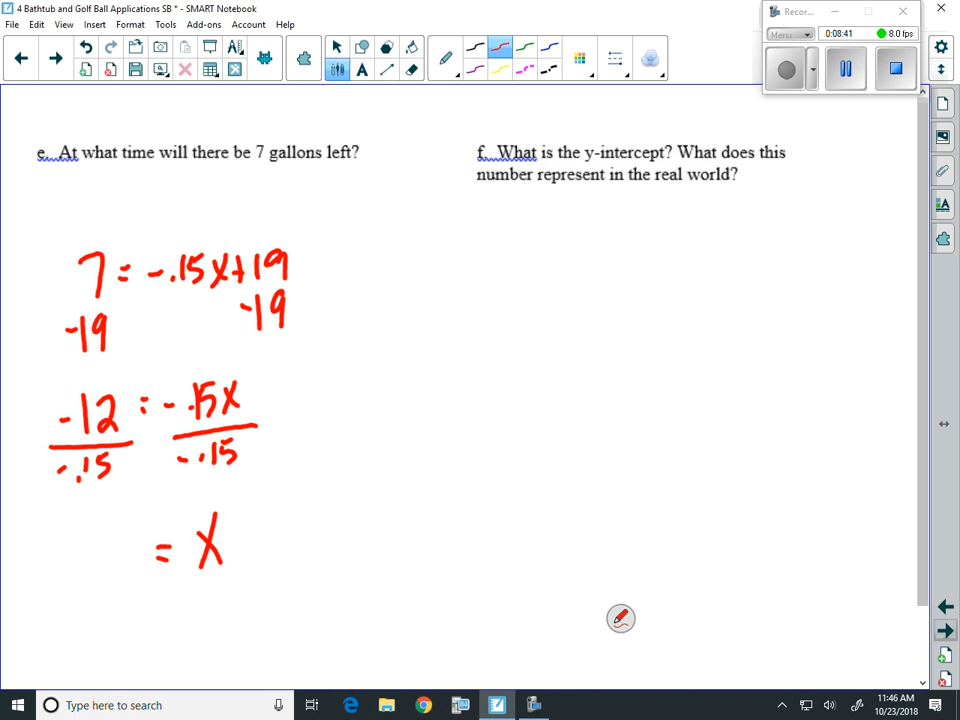 4 Bathtub and Golf Ball Applications SB * - SMART Notebook
File Edit View Insert Format Tools Add-ons Account Help
Recor...
Menu 0:08:41 8.0 fps
e. At what time will there be 7 gallons left?
f. What is the y-intercept? What does this
number represent in the real world?
7 = -.15x+19
-19 -19
-12 = -.15x
-.15 -.15
= x
Type here to search
11:46 AM
10/23/2018